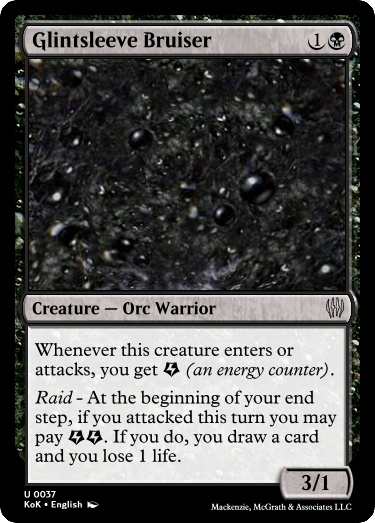 Glintsleeve Bruiser 1
Creature — Orc Warrior
Whenever this creature enters or
attacks, you get (an energy counter).
Raid - At the beginning of your end
step, if you attacked this turn you may
pay . If you do, you draw a card
and you lose 1 life.
3/1
U 0037
KoK • English
Mackenzie, McGrath & Associates LLC